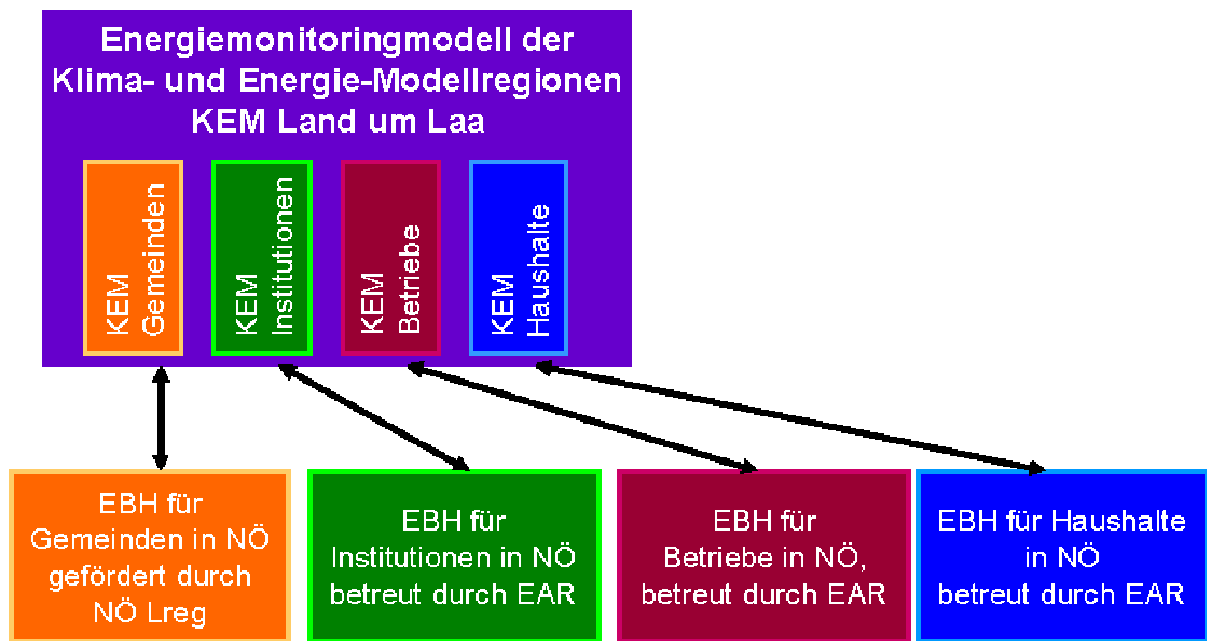 Energiemonitoringmodell der
Klima- und Energie-Modellregionen
KEM Land um Laa
KEM
Gemeinden
KEM
Institutionen
KEM
Betriebe
KEM
Haushalte
EBH für
Gemeinden in NÖ
gefördert durch
NÖ Lreg
EBH für
Institutionen in NÖ
betreut durch EAR
EBH für
Betriebe in NÖ,
betreut durch EAR
EBH für Haushalte
in NÖ
betreut durch EAR